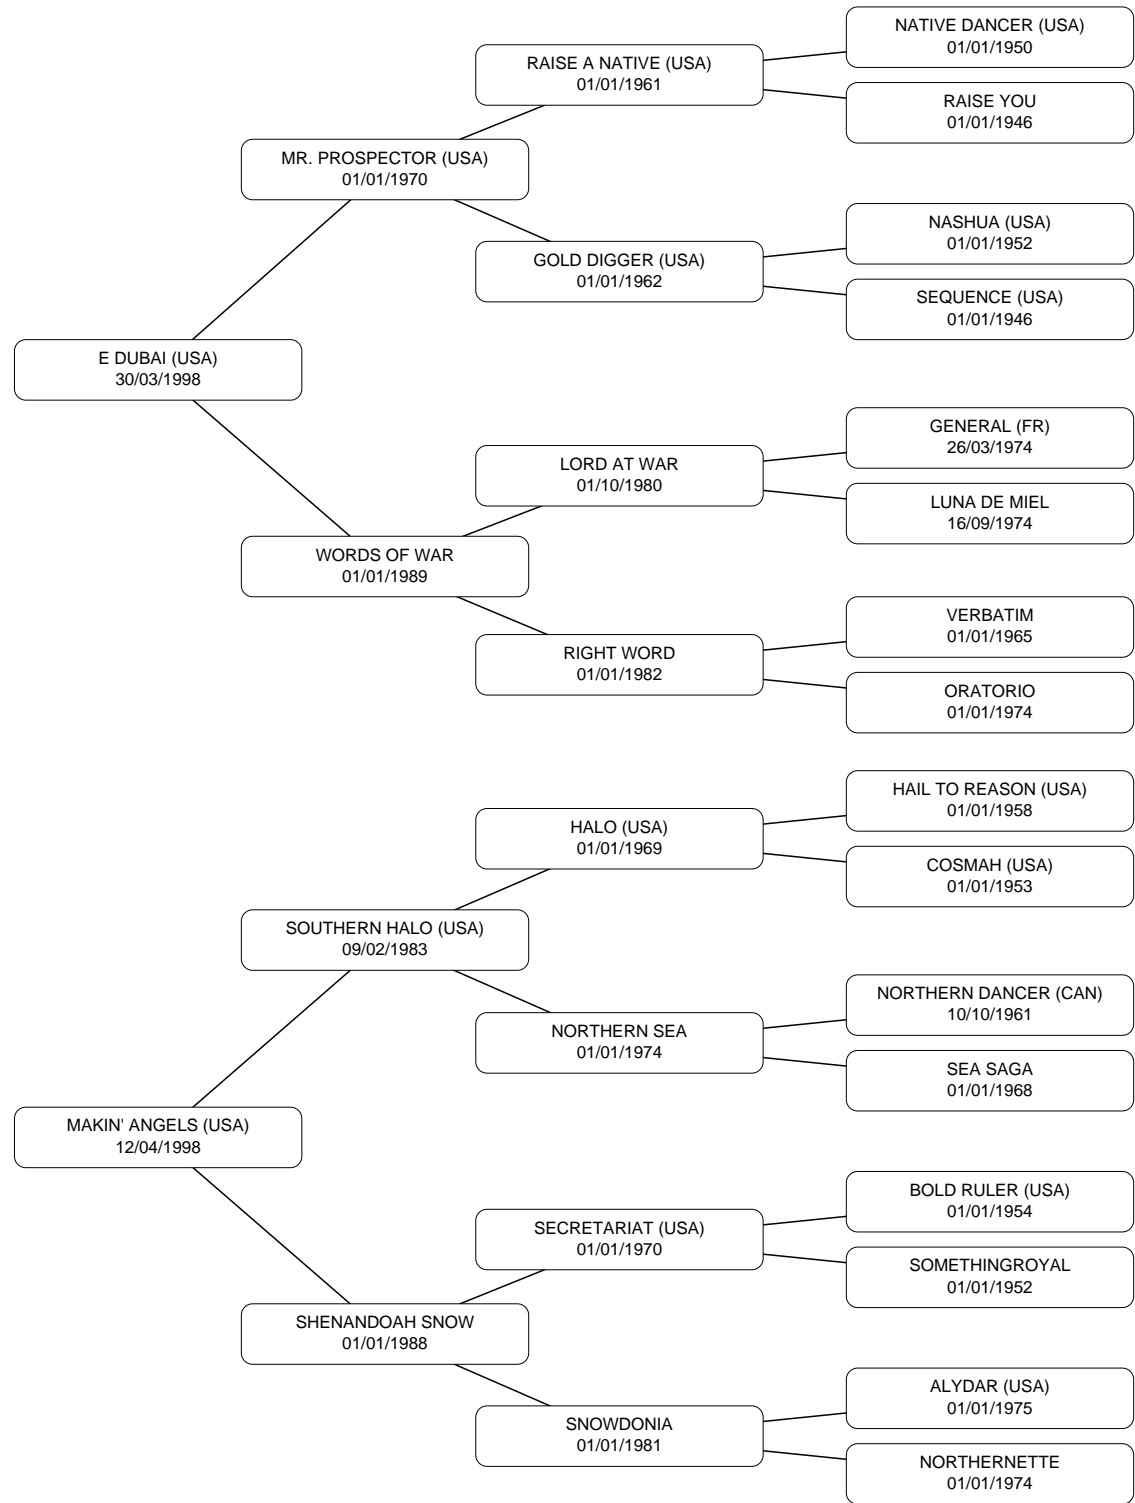 NATIVE DANCER (USA)
01/01/1950
RAISE A NATIVE (USA)
01/01/1961
RAISE YOU
01/01/1946
MR. PROSPECTOR (USA)
01/01/1970
NASHUA (USA)
01/01/1952
GOLD DIGGER (USA)
01/01/1962
SEQUENCE (USA)
01/01/1946
E DUBAI (USA)
30/03/1998
GENERAL (FR)
26/03/1974
LORD AT WAR
01/10/1980
LUNA DE MIEL
16/09/1974
WORDS OF WAR
01/01/1989
VERBATIM
01/01/1965
RIGHT WORD
01/01/1982
ORATORIO
01/01/1974
HAIL TO REASON (USA)
01/01/1958
HALO (USA)
01/01/1969
COSMAH (USA)
01/01/1953
SOUTHERN HALO (USA)
09/02/1983
NORTHERN DANCER (CAN)
10/10/1961
NORTHERN SEA
01/01/1974
SEA SAGA
01/01/1968
MAKIN' ANGELS (USA)
12/04/1998
BOLD RULER (USA)
01/01/1954
SECRETARIAT (USA)
01/01/1970
SOMETHINGROYAL
01/01/1952
SHENANDOAH SNOW
01/01/1988
ALYDAR (USA)
01/01/1975
SNOWDONIA
01/01/1981
NORTHERNETTE
01/01/1974